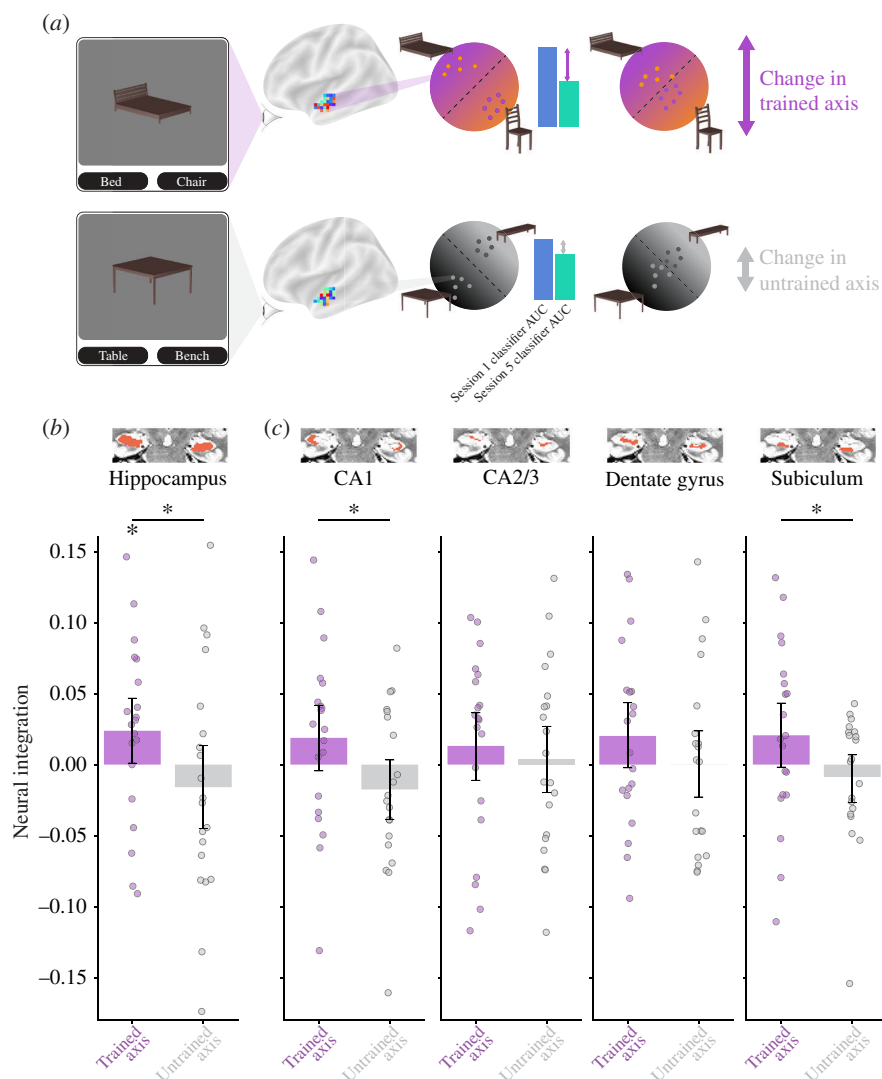 (a)
Bed Chair
Change in
trained axis
Table Bench
Change in
untrained axis
Session 1 classifier AUC
Session 5 classifier AUC
(b) (c)
Hippocampus CA1 CA2/3 Dentate gyrus Subiculum
* * *
*
Neural integration
0.15
0.10
0.05
0.00
–0.05
–0.10
–0.15
Trained
axis
Untrained
axis
Trained
axis
Untrained
axis
Trained
axis
Untrained
axis
Trained
axis
Untrained
axis
Trained
axis
Untrained
axis